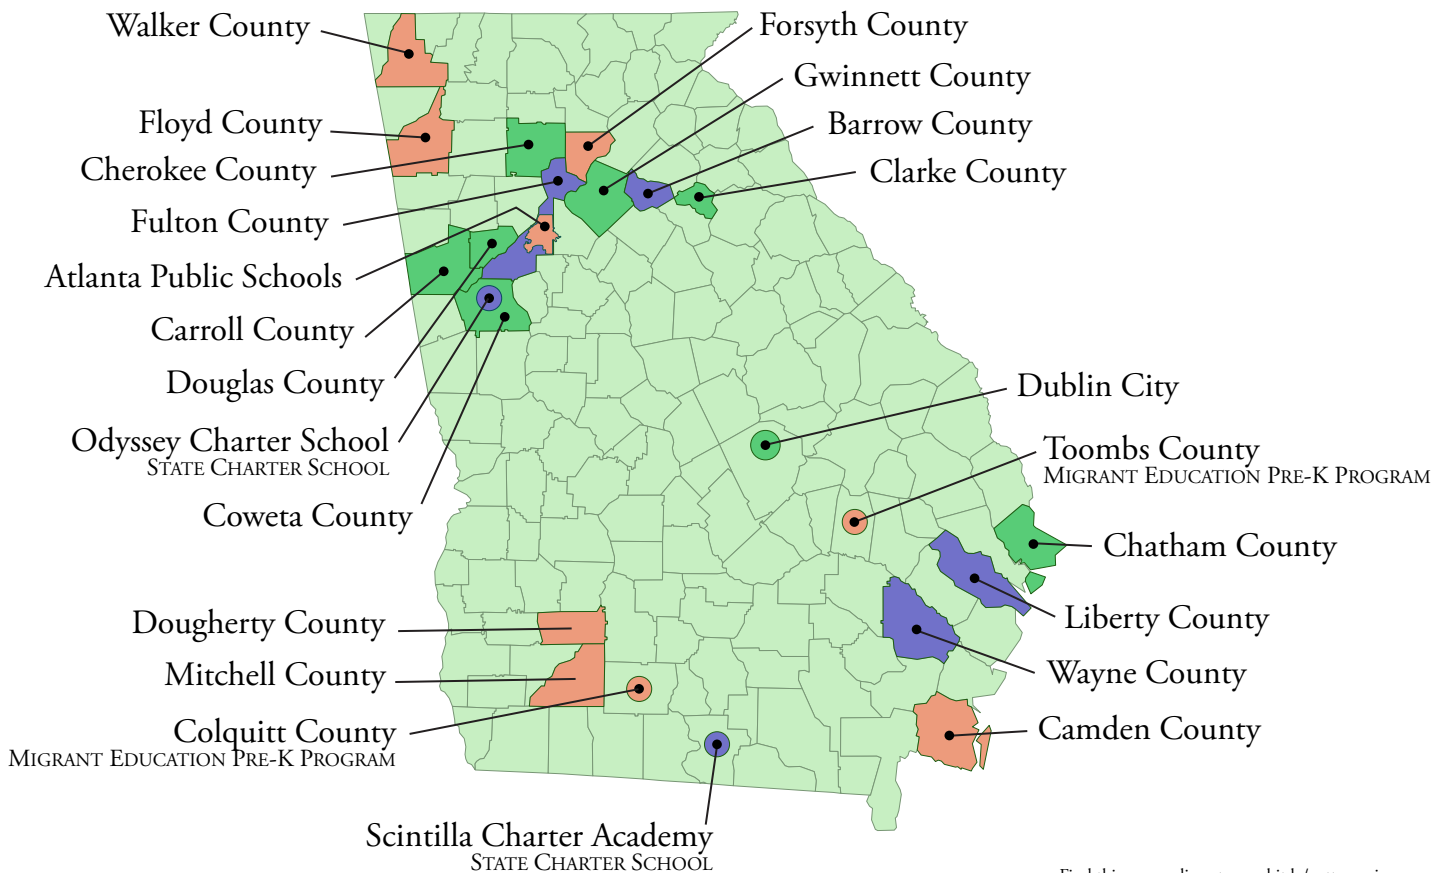 Walker County
Floyd County
Cherokee County
Fulton County
Atlanta Public Schools
Carroll County
Douglas County
Odyssey Charter School
STATE CHARTER SCHOOL
Coweta County
Dougherty County
Mitchell County
Colquitt County
MIGRANT EDUCATION PRE-K PROGRAM
Scintilla Charter Academy
STATE CHARTER SCHOOL
Forsyth County
Gwinnett County
Barrow County
Clarke County
Dublin City
Toombs County
MIGRANT EDUCATION PRE-K PROGRAM
Chatham County
Liberty County
Wayne County
Camden County